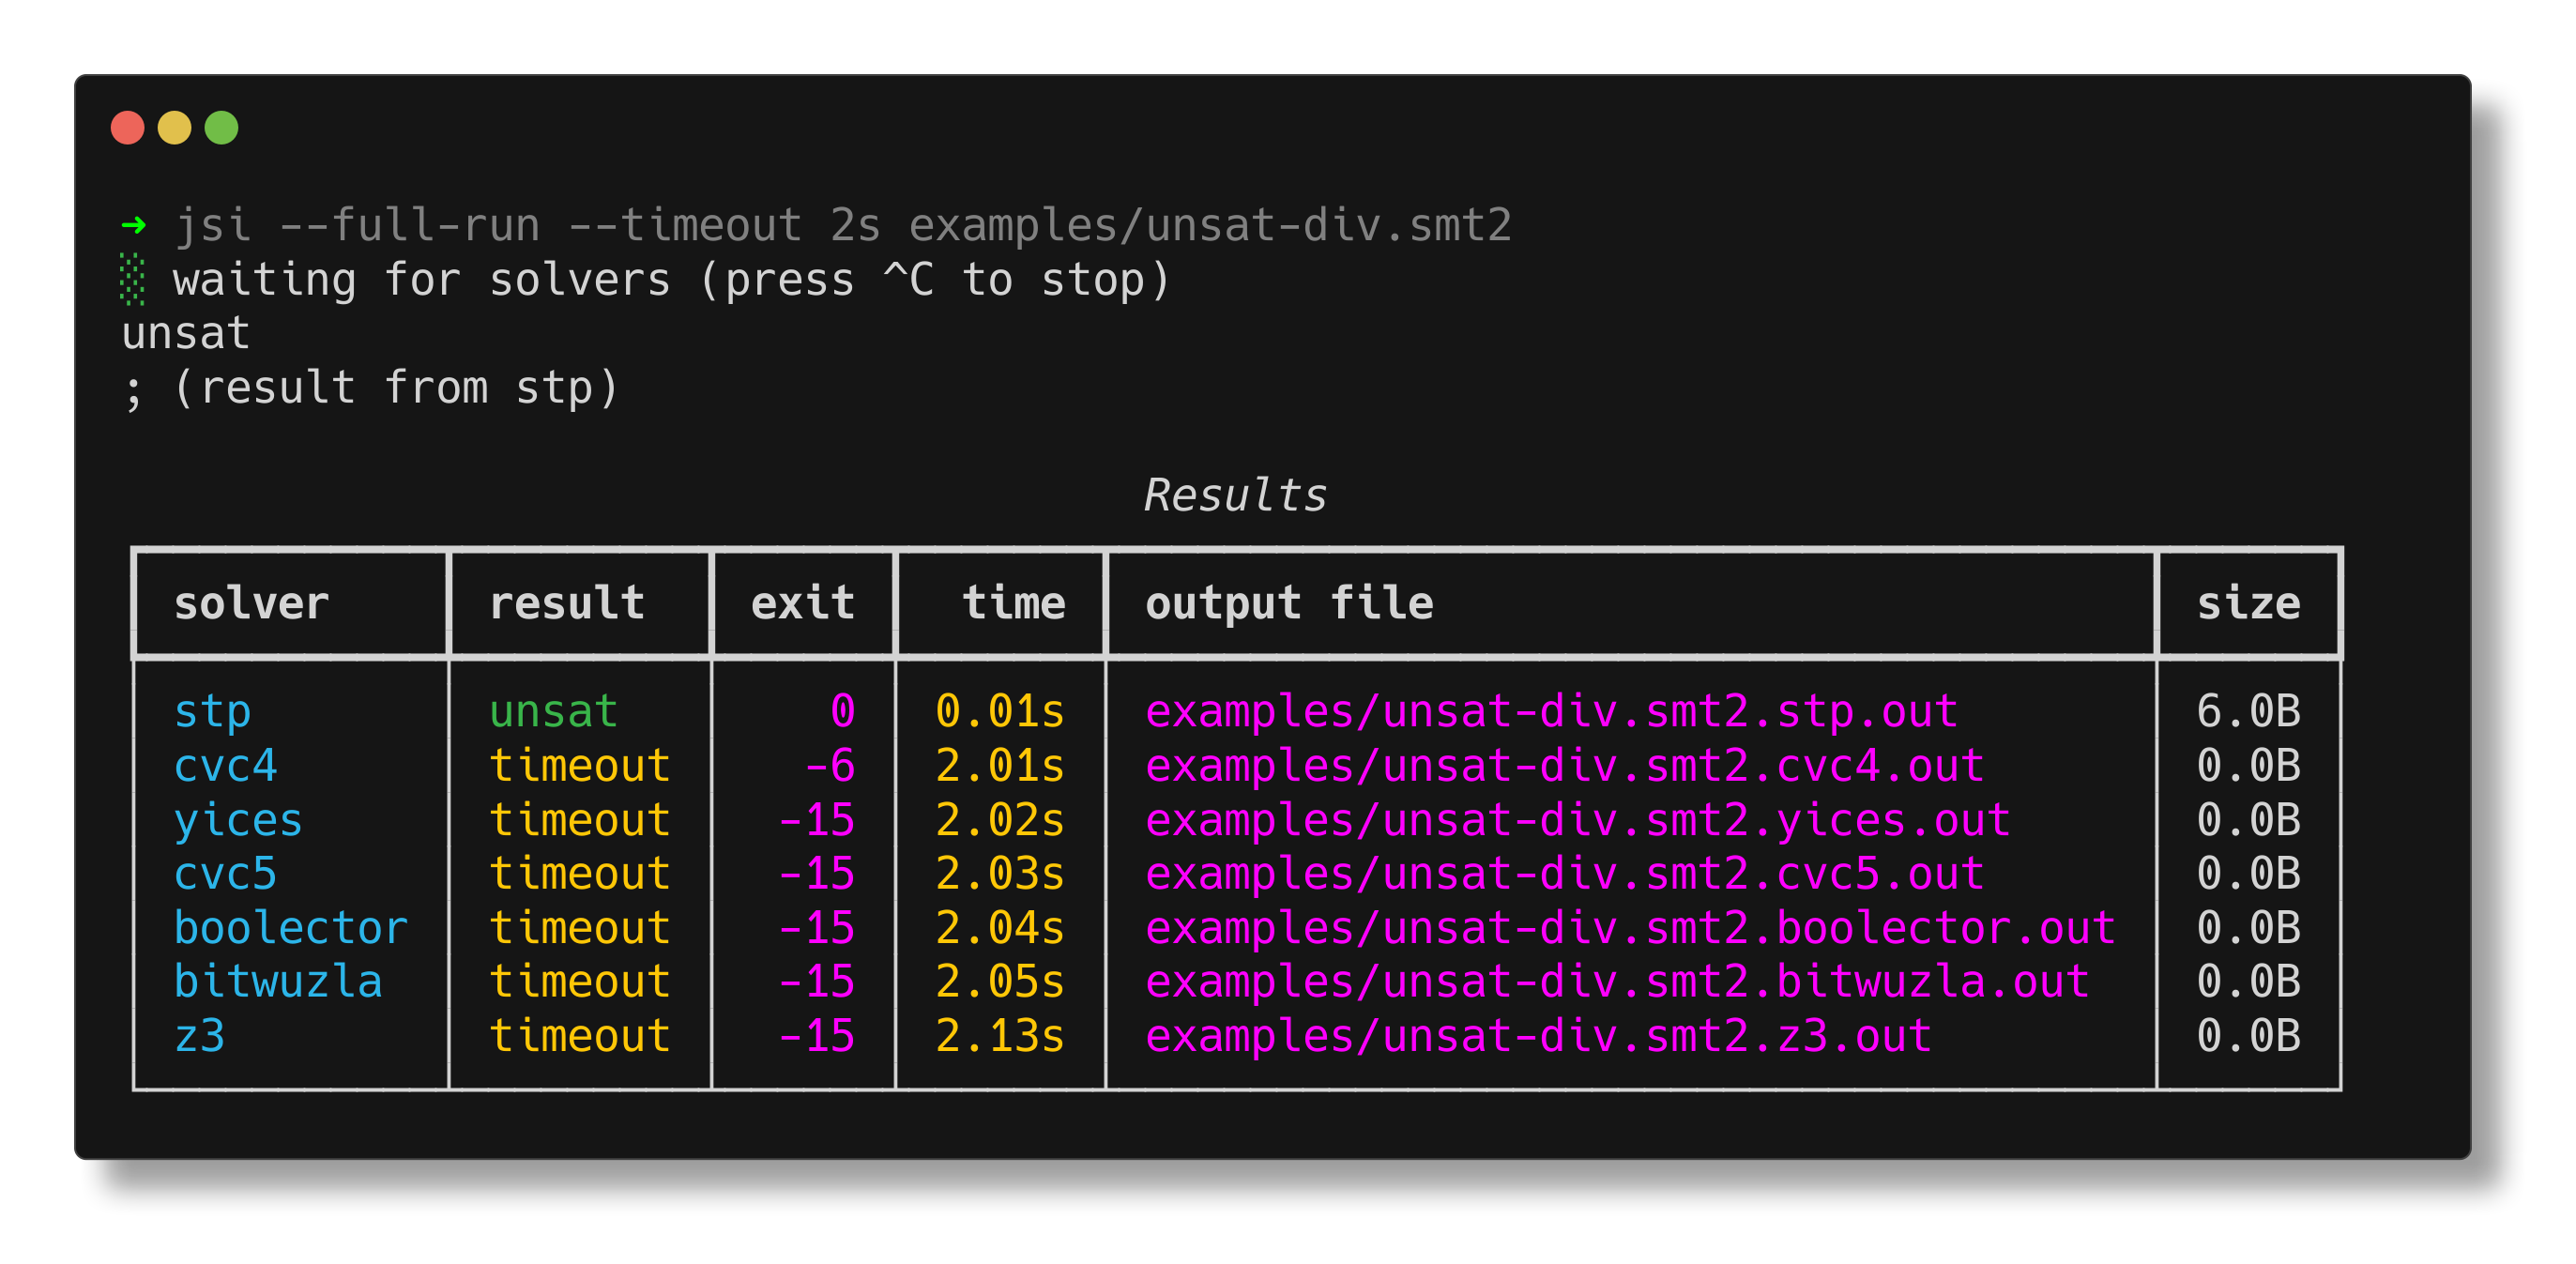 ➜ jsi --full-run --timeout 2s examples/unsat-div.smt2
░ waiting for solvers (press ^C to stop)
unsat
; (result from stp)
Results
solver result exit time output file size
stp unsat 0 0.01s examples/unsat-div.smt2.stp.out 6.0B
cvc4 timeout -6 2.01s examples/unsat-div.smt2.cvc4.out 0.0B
yices timeout -15 2.02s examples/unsat-div.smt2.yices.out 0.0B
cvc5 timeout -15 2.03s examples/unsat-div.smt2.cvc5.out 0.0B
boolector timeout -15 2.04s examples/unsat-div.smt2.boolector.out 0.0B
bitwuzla timeout -15 2.05s examples/unsat-div.smt2.bitwuzla.out 0.0B
z3 timeout -15 2.13s examples/unsat-div.smt2.z3.out 0.0B